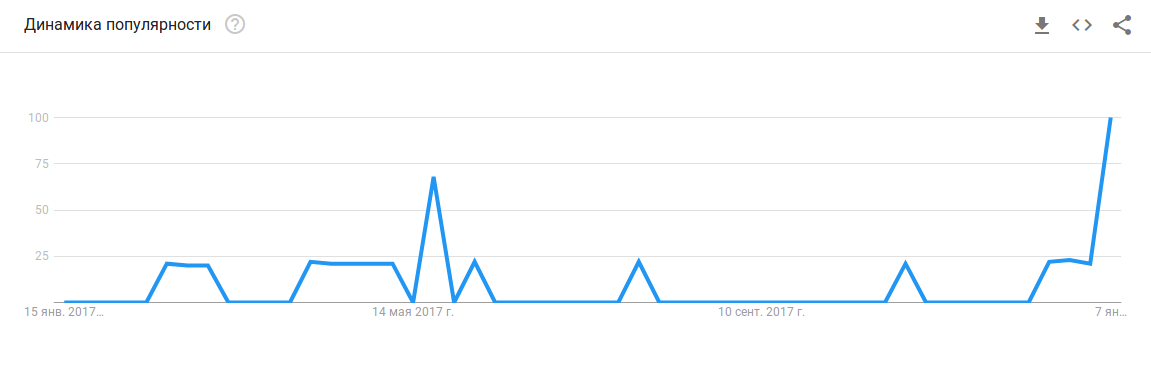 Динамика популярности
?
100
75
50
25
15 янв. 2017…
14 мая 2017 г.
10 сент. 2017 г.
7 ян…